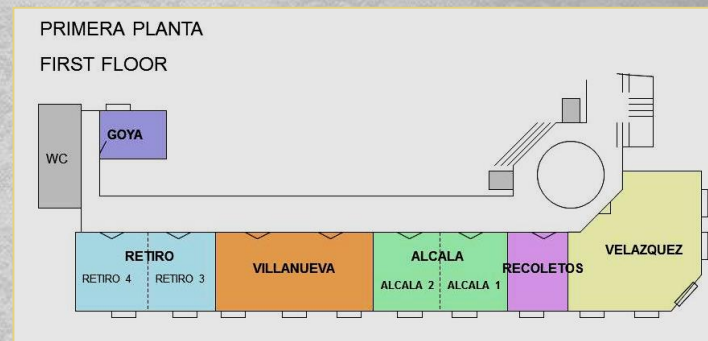 PRIMERA PLANTA
FIRST FLOOR
GOYA
WC
RETIRO
RETIRO 4
RETIRO 3
VILLANUEVA
ALCALA
ALCALA 2
ALCALA 1
RECOLETOS
VELAZQUEZ